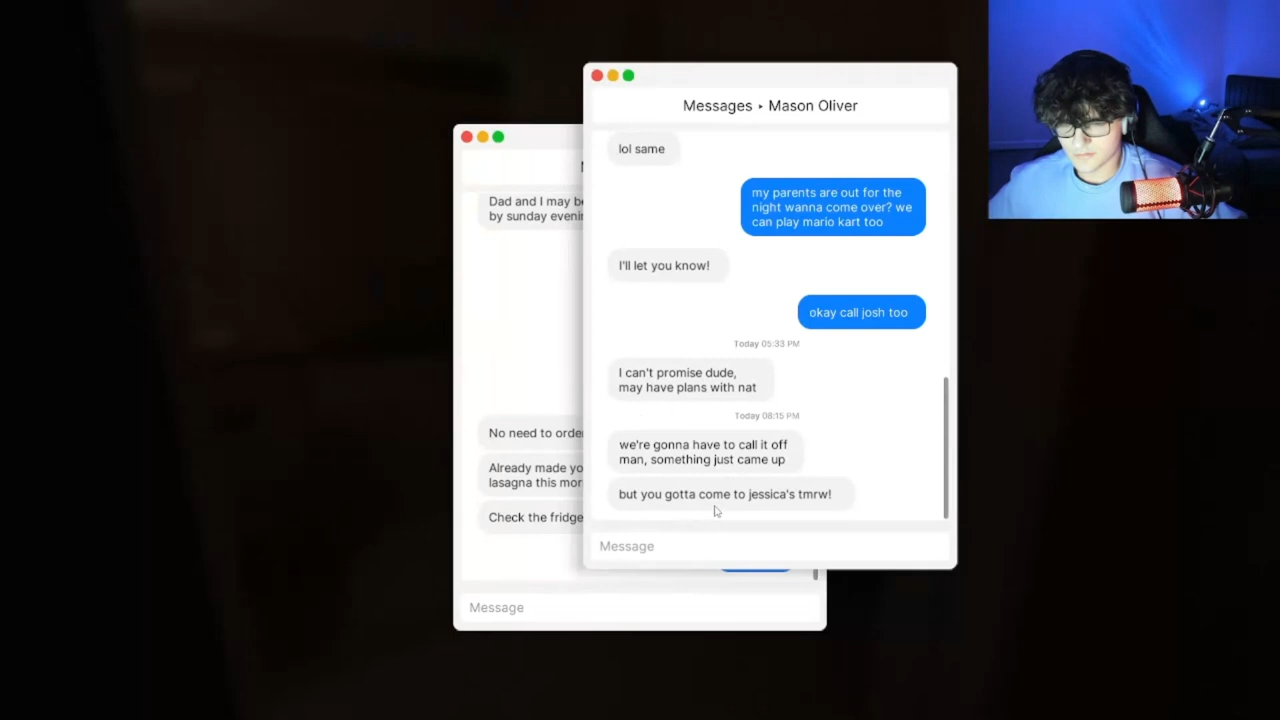 Messages ▸ Mason Oliver
lol same
my parents are out for the
night wanna come over? we
can play mario kart too
I'll let you know!
okay call josh too
Today 05:33 PM
I can't promise dude,
may have plans with nat
Today 08:15 PM
we're gonna have to call it off
man, something just came up
but you gotta come to jessica's tmrw!
Message
Dad and I may be
by sunday
No need to
Already made
lasagna this
Check the fridge
Message